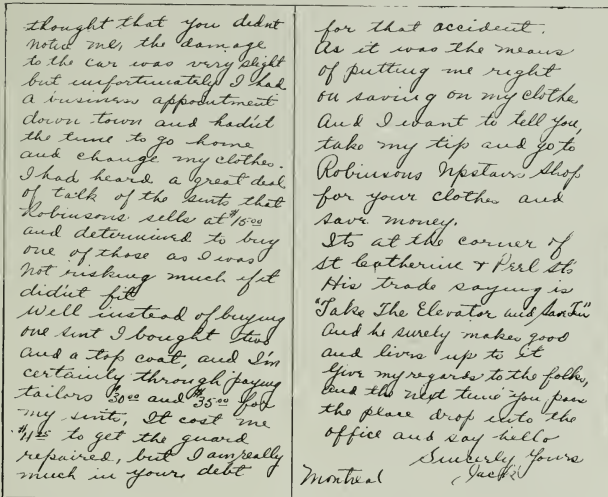 thought that you didn't
notice me, the damage
to the car was very slight
but unfortunately I had
a business appointment
down town and hadn't
the time to go home
and change my clothes.
I had heard a great deal
of talk of the suits that
Robinsons sells at $15.00
and determined to buy
one of those as I was
not risking much if it
didn't fit
Well instead of buying
one suit I bought two
and a top coat, and I'm
certainly through paying
tailors $30.00 and $35.00 for
my suits, It cost me
$11.25 to get the guard
repaired, but I am really
much in your debt
for that accident.
As it was the means
of putting me right
on saving on my clothes
And I want to tell you,
take my tip and go to
Robinsons Upstairs Shop
for your clothes and
save money.
Its at the corner of
St Catherine & Peel Sts
His trade saying is
"Take The Elevator and Save Ten"
And he surely makes good
and lives up to it
Give my regards to the folks,
and the next time you pass
the place drop into the
office and say hello
Sincerly Yours
Montreal Jack